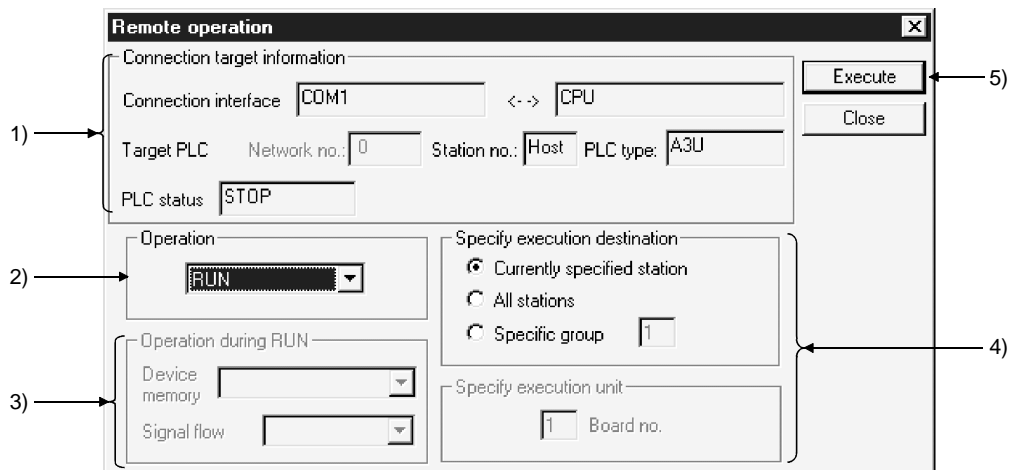 Remote operation
Connection target information
Connection interface COM1 <--> CPU
Target PLC Network no.: 0 Station no.: Host PLC type: A3U
PLC status STOP
Execute
Close
Operation
RUN
Operation during RUN
Device memory
Signal flow
Specify execution destination
Currently specified station
All stations
Specific group 1
Specify execution unit
1 Board no.
1)
2)
3)
4)
5)